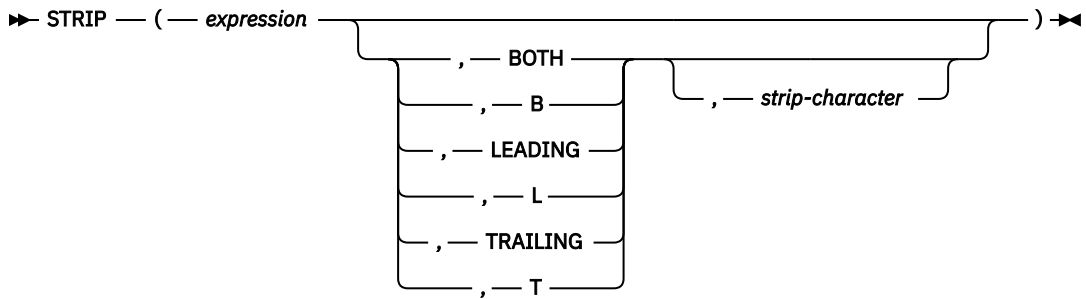 STRIP ( expression )
, BOTH
, B
, strip-character
, LEADING
, L
, TRAILING
, T